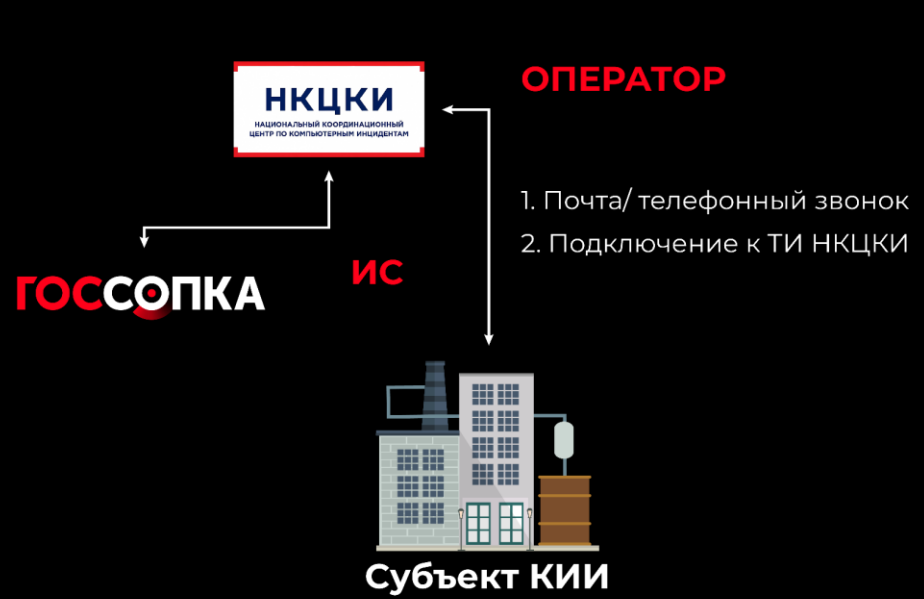 ОПЕРАТОР
НКЦКИ
НАЦИОНАЛЬНЫЙ КООРДИНАЦИОННЫЙ
ЦЕНТР ПО КОМПЬЮТЕРНЫМ ИНЦИДЕНТАМ
1. Почта/ телефонный звонок
2. Подключение к ТИ НКЦКИ
ИС
ГОССОПКА
Субъект КИИ